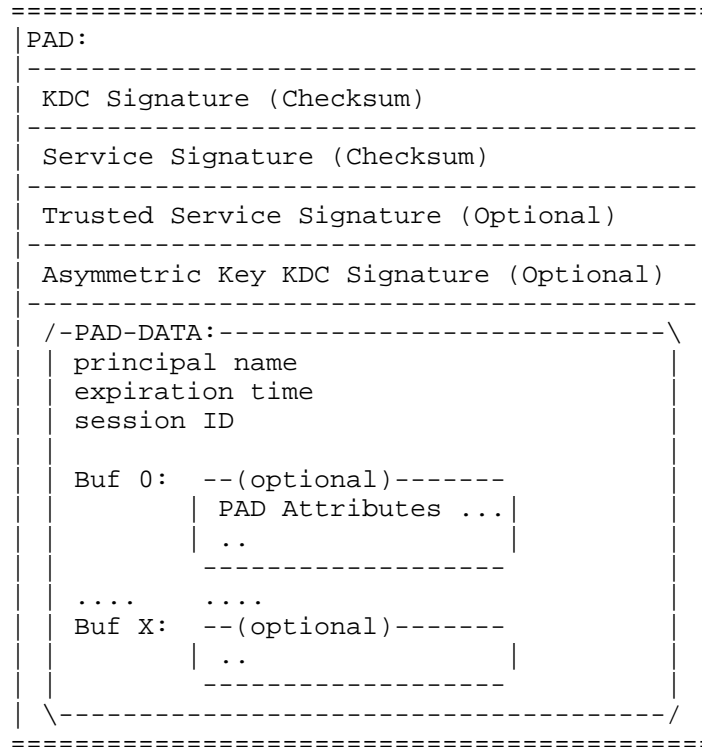 PAD:
KDC Signature (Checksum)
Service Signature (Checksum)
Trusted Service Signature (Optional)
Asymmetric Key KDC Signature (Optional)
/-PAD-DATA:----------------------------\
principal name
expiration time
session ID
Buf 0: --(optional)-------
PAD Attributes ...
..
.... ....
Buf X: --(optional)-------
..